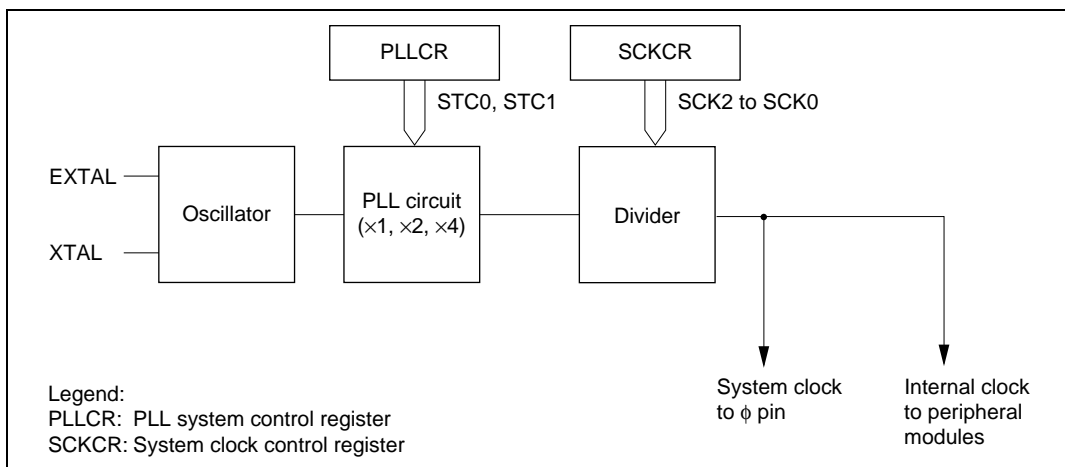 PLLCR
SCKCR
STC0, STC1
SCK2 to SCK0
EXTAL
XTAL
Oscillator
PLL circuit
(×1, ×2, ×4)
Divider
System clock
to ϕ pin
Internal clock
to peripheral
modules
Legend:
PLLCR: PLL system control register
SCKCR: System clock control register